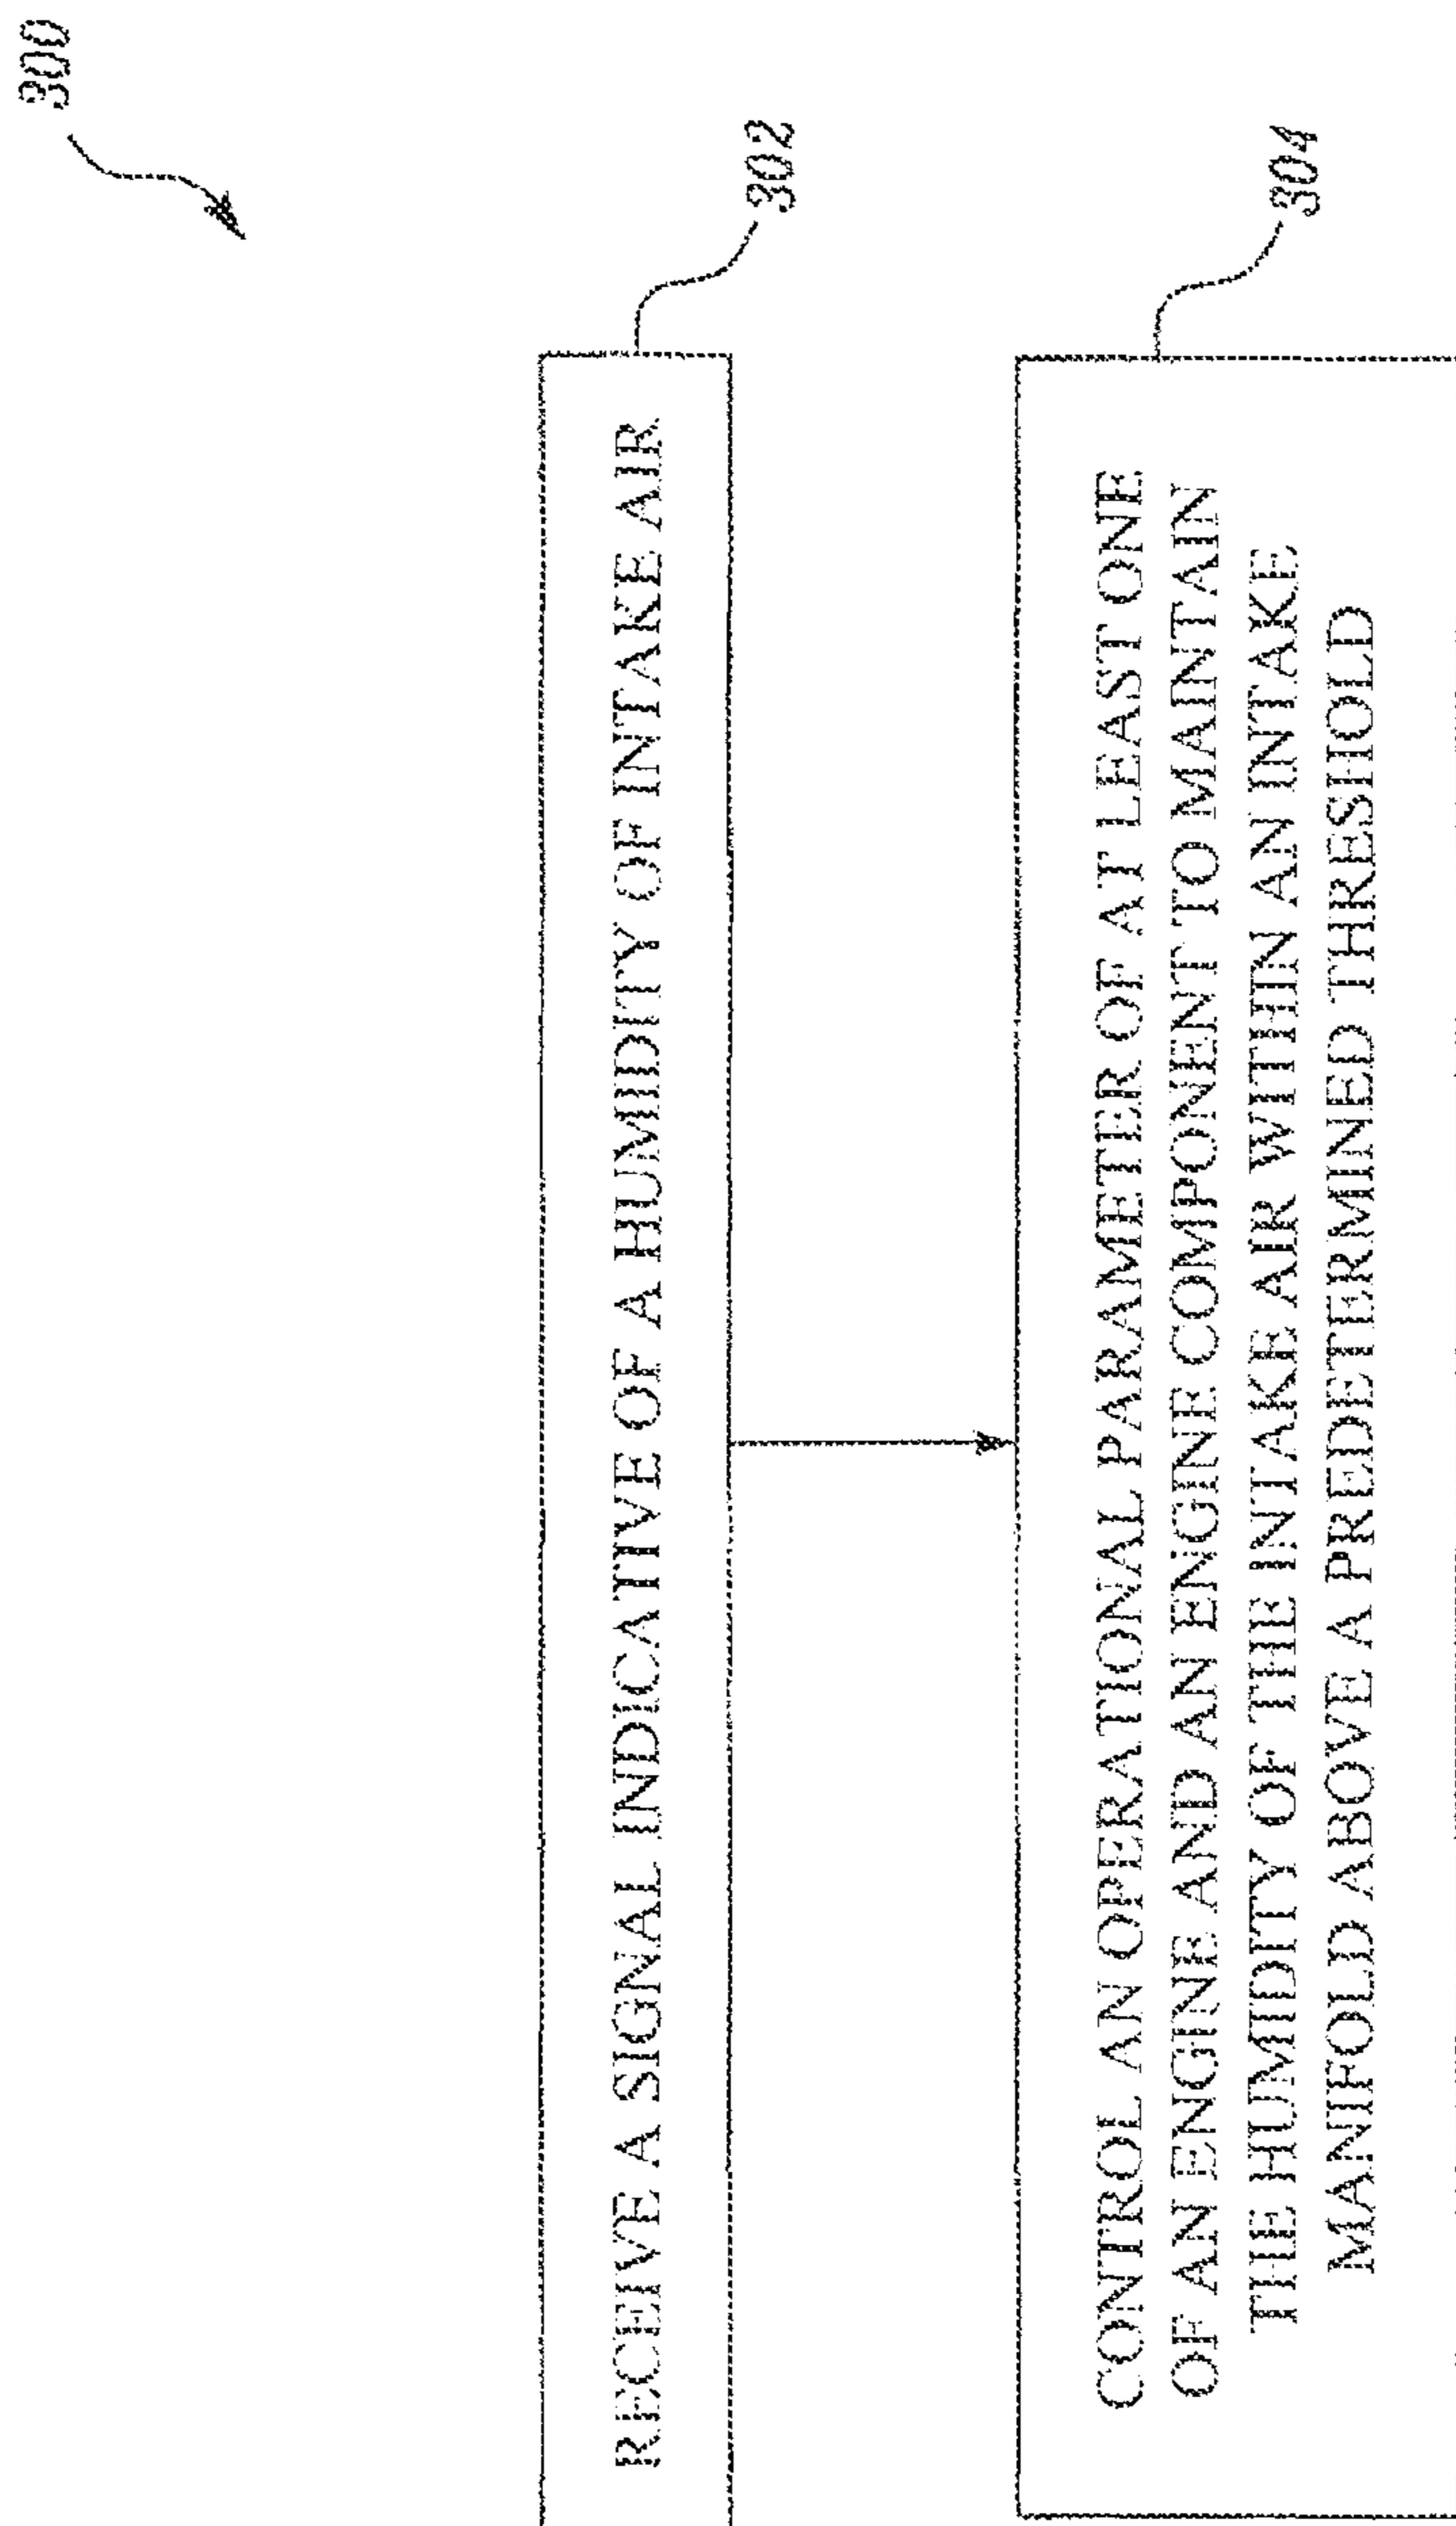 300
302
RECEIVE A SIGNAL INDICATIVE OF A HUMIDITY OF INTAKE AIR
304
CONTROL AN OPERATIONAL PARAMETER OF AT LEAST ONE
OF AN ENGINE AND AN ENGINE COMPONENT TO MAINTAIN
THE HUMIDITY OF THE INTAKE AIR WITHIN AN INTAKE
MANIFOLD ABOVE A PREDETERMINED THRESHOLD